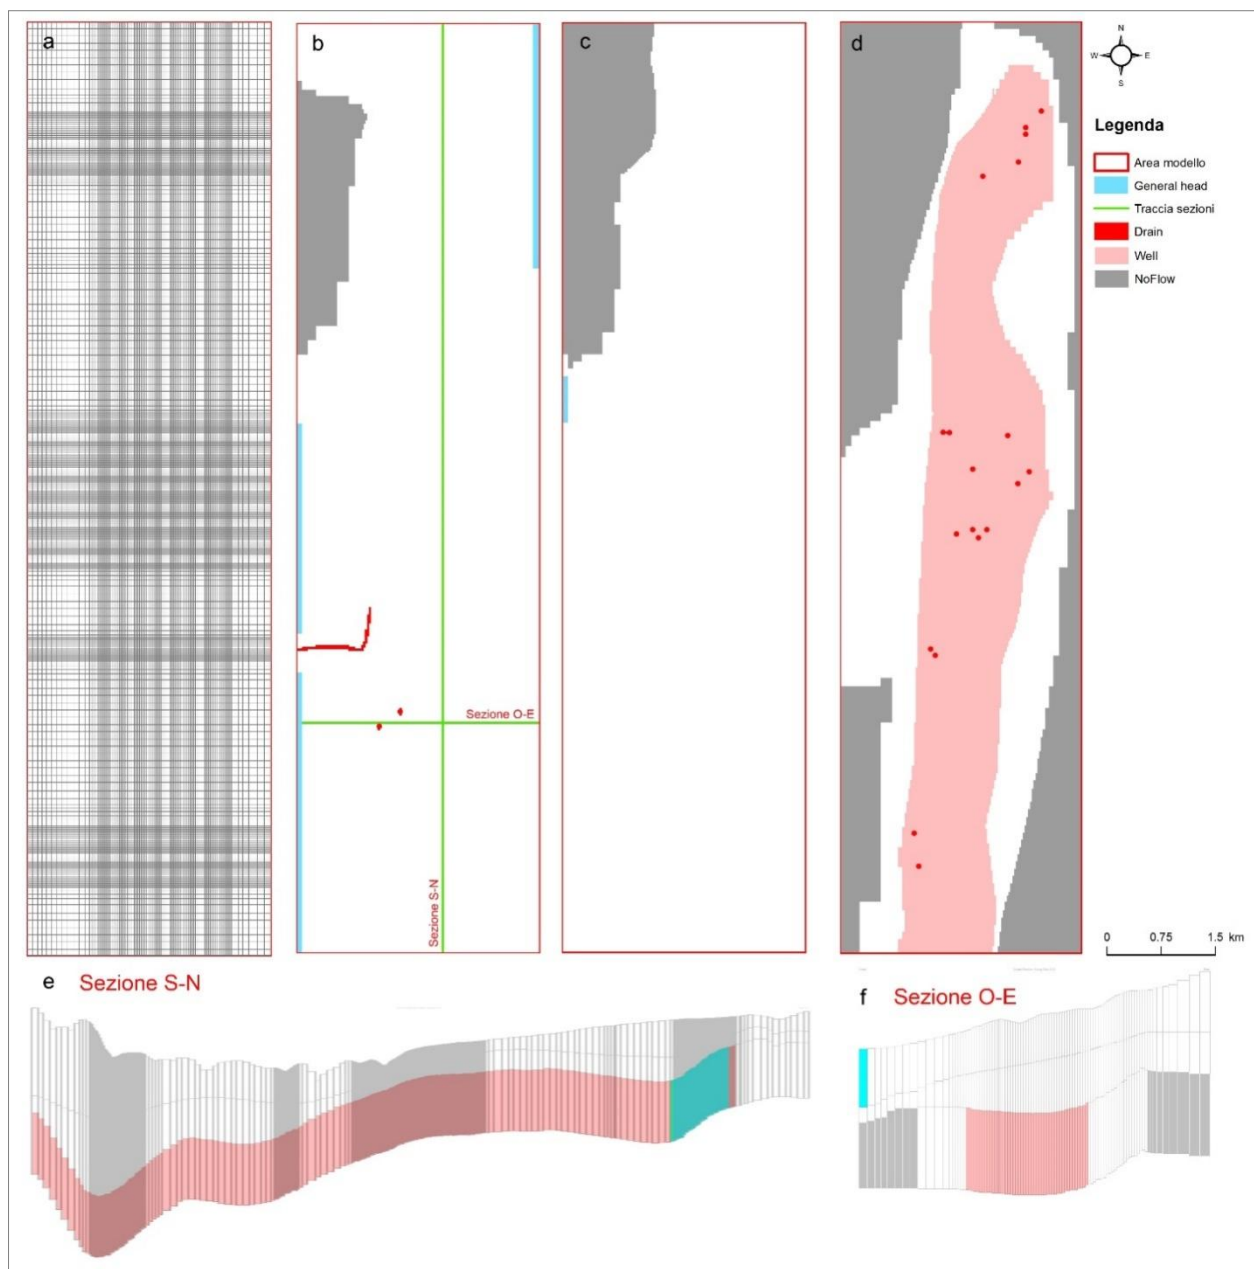 a
b
c
d
N
W
E
S
Legenda
Area modello
General head
Traccia sezioni
Drain
Well
NoFlow
Sezione O-E
Sezione S-N
0 0.75 1.5 km
e Sezione S-N
f Sezione O-E